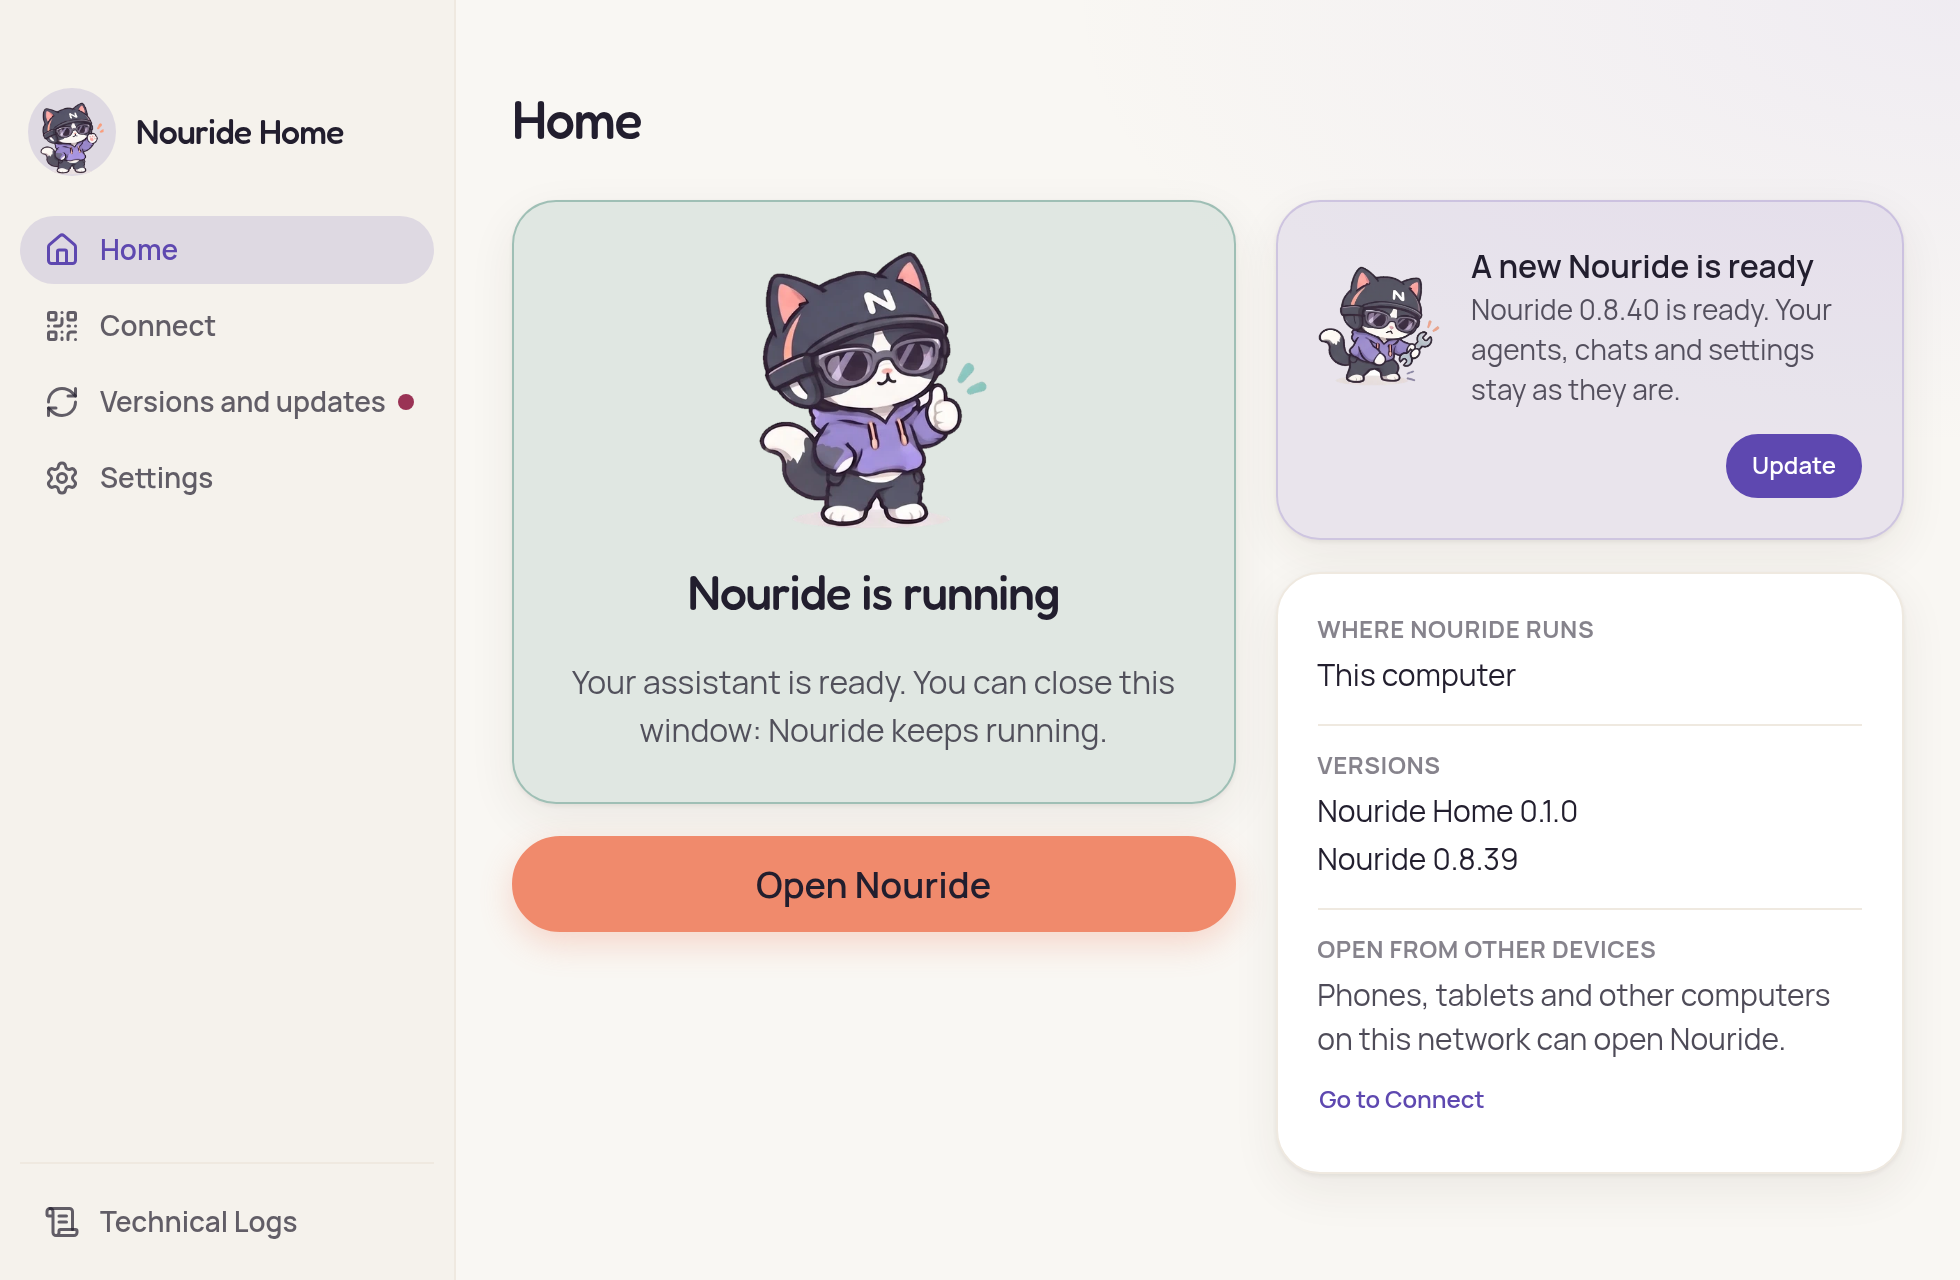 Nouride Home
Home
Connect
Versions and updates
Settings
Technical Logs
Home
N
Nouride is running
Your assistant is ready. You can close this
window: Nouride keeps running.
Open Nouride
A new Nouride is ready
Nouride 0.8.40 is ready. Your
agents, chats and settings
stay as they are.
Update
WHERE NOURIDE RUNS
This computer
VERSIONS
Nouride Home 0.1.0
Nouride 0.8.39
OPEN FROM OTHER DEVICES
Phones, tablets and other computers
on this network can open Nouride.
Go to Connect